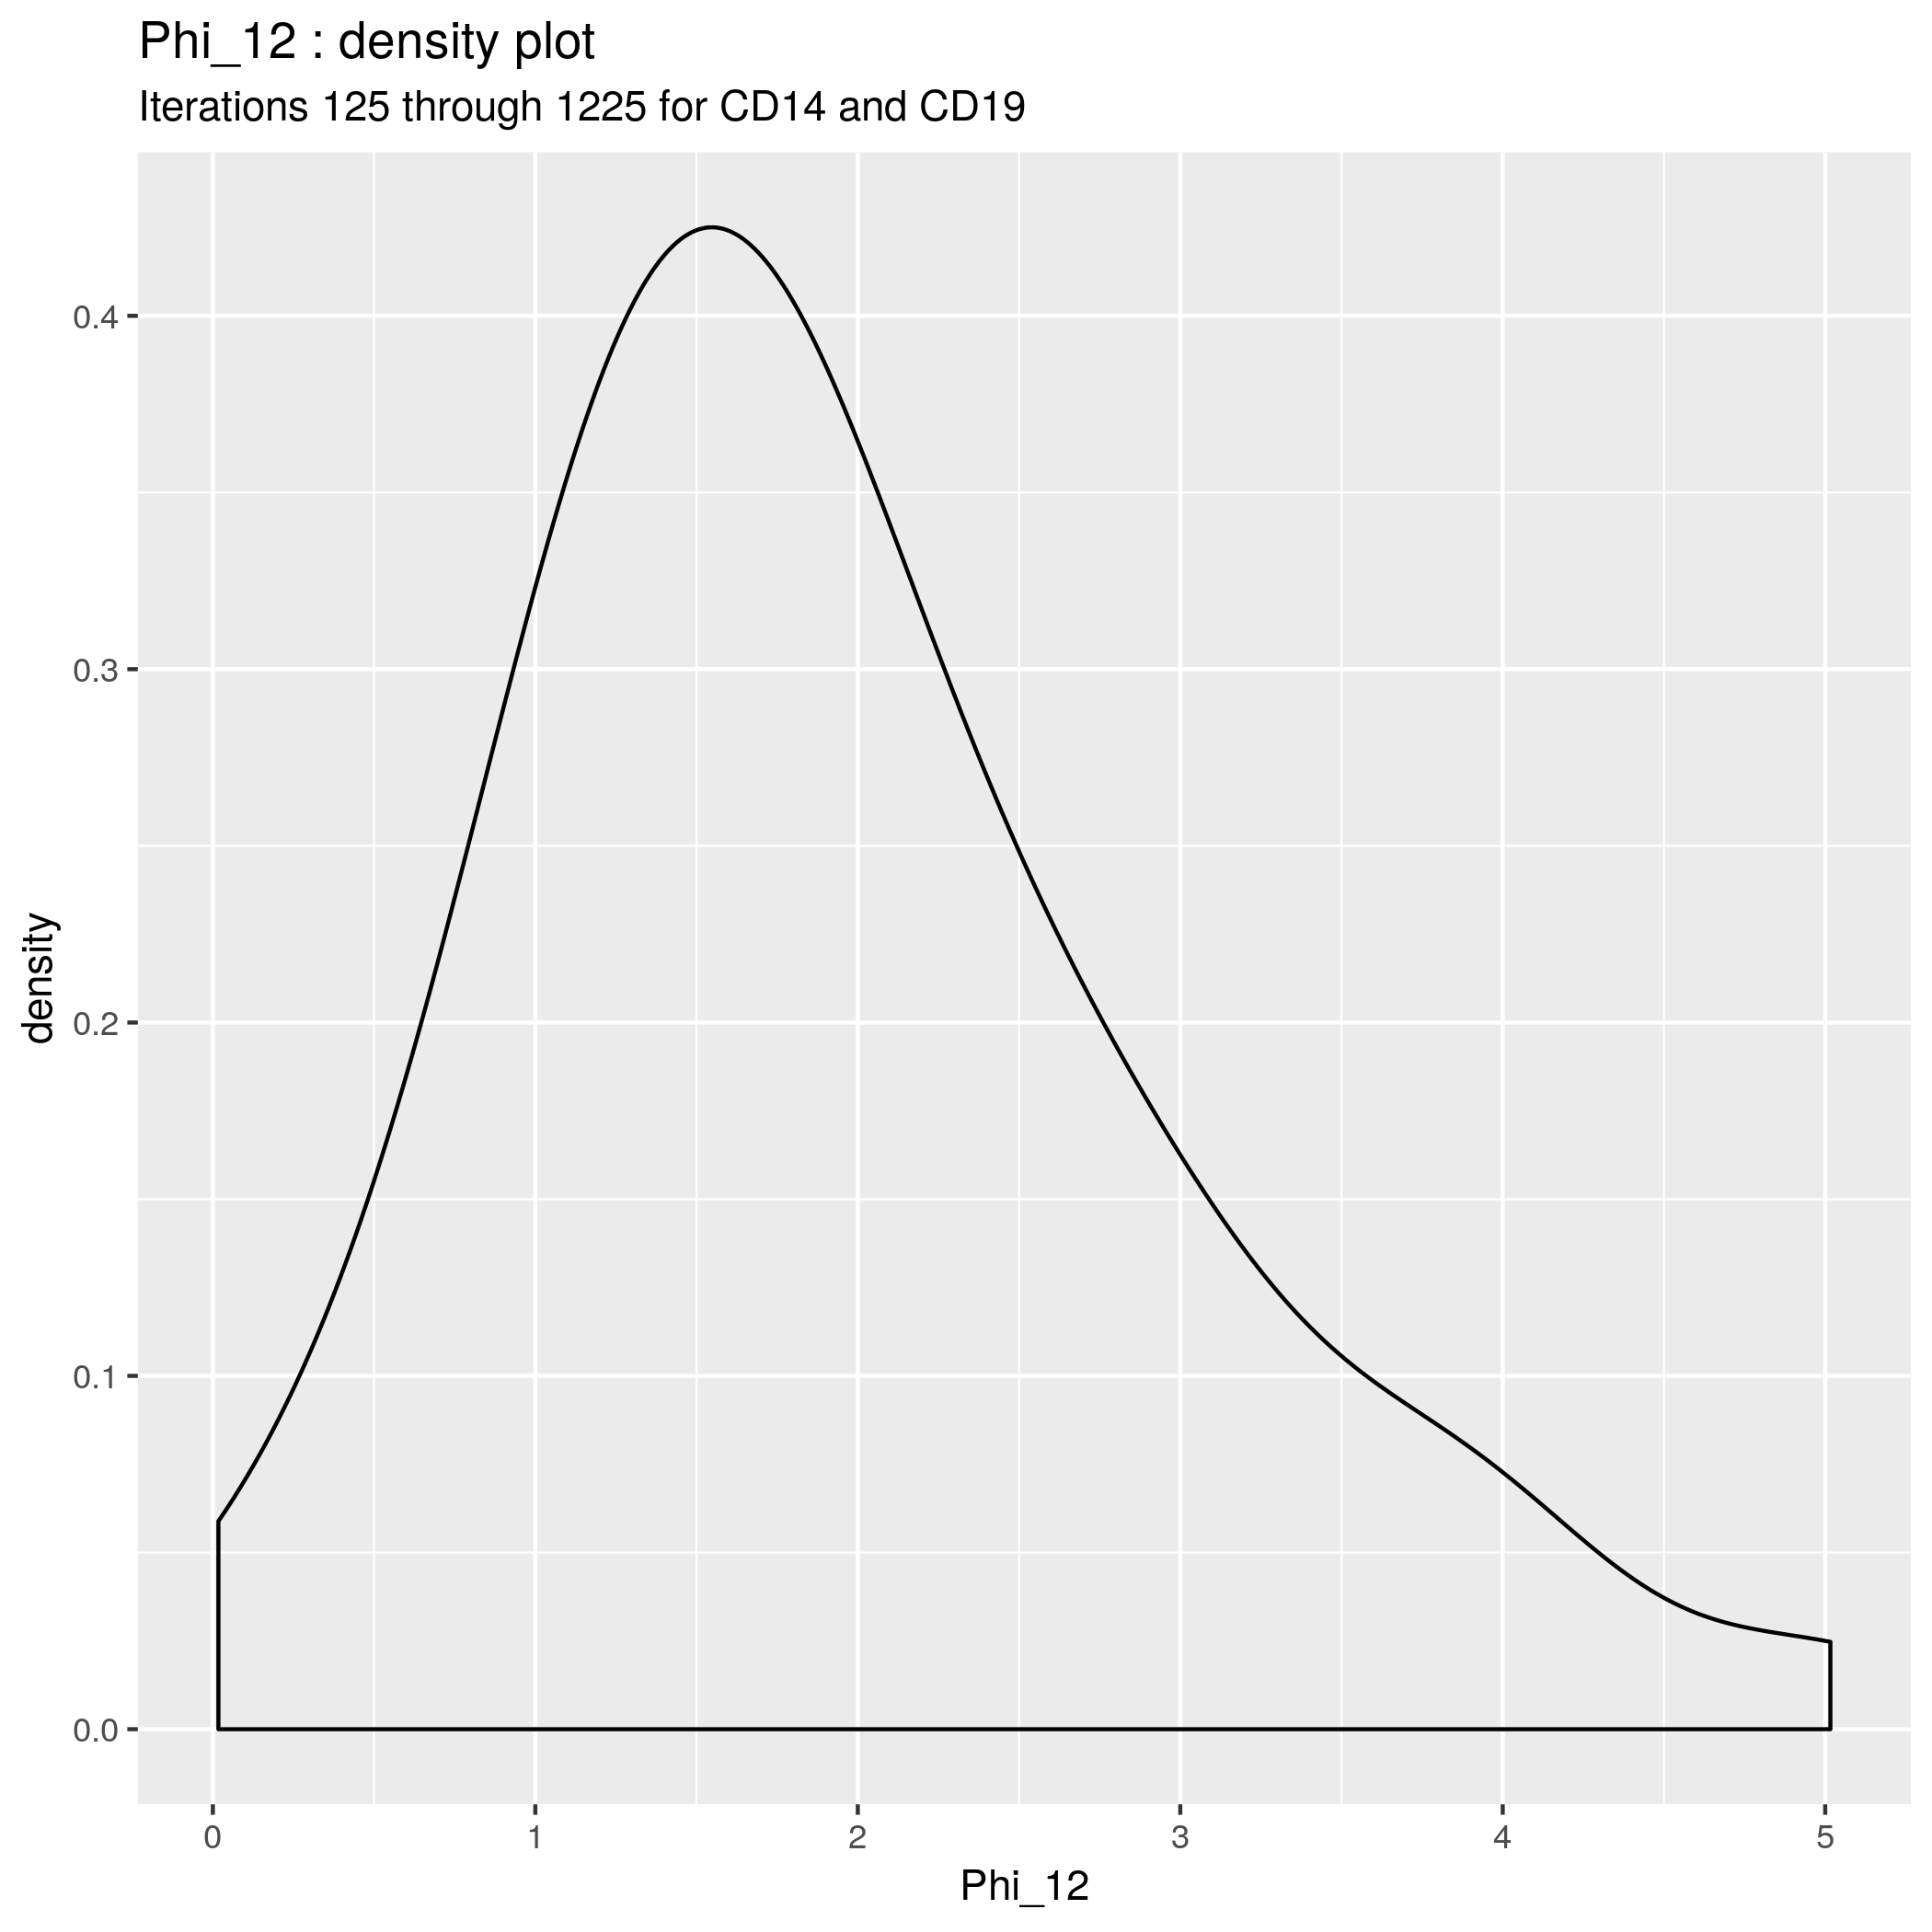 Phi_12 : density plot
Iterations 125 through 1225 for CD14 and CD19
density
0.4
0.3
0.2
0.1
0.0
0 1 2 3 4 5
Phi_12